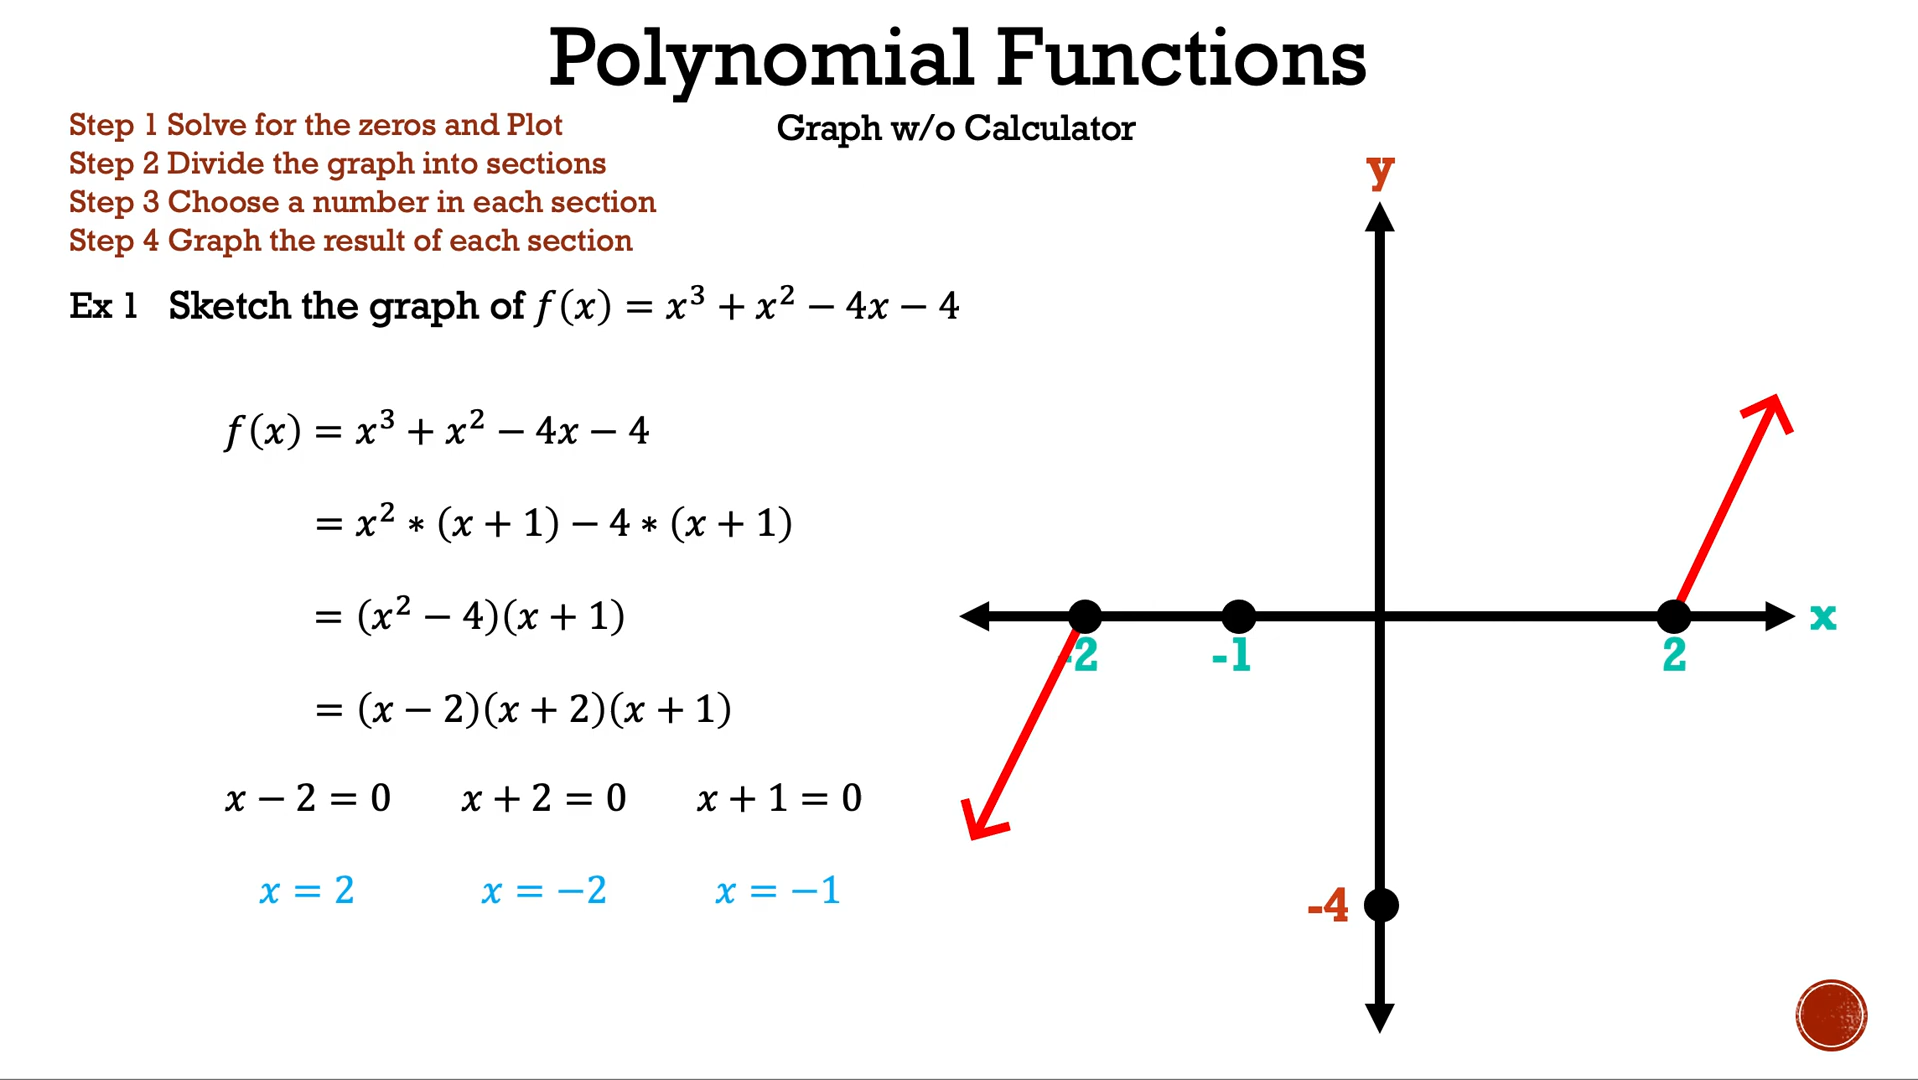 Polynomial Functions
Graph w/o Calculator
Step 1 Solve for the zeros and Plot
Step 2 Divide the graph into sections
Step 3 Choose a number in each section
Step 4 Graph the result of each section
Ex 1 Sketch the graph of f(x) = x³ + x² − 4x − 4
f(x) = x³ + x² − 4x − 4
= x² ∗ (x + 1) − 4 ∗ (x + 1)
= (x² − 4)(x + 1)
= (x − 2)(x + 2)(x + 1)
x − 2 = 0 x + 2 = 0 x + 1 = 0
x = 2 x = −2 x = −1
y
x
-2 -1 2
-4